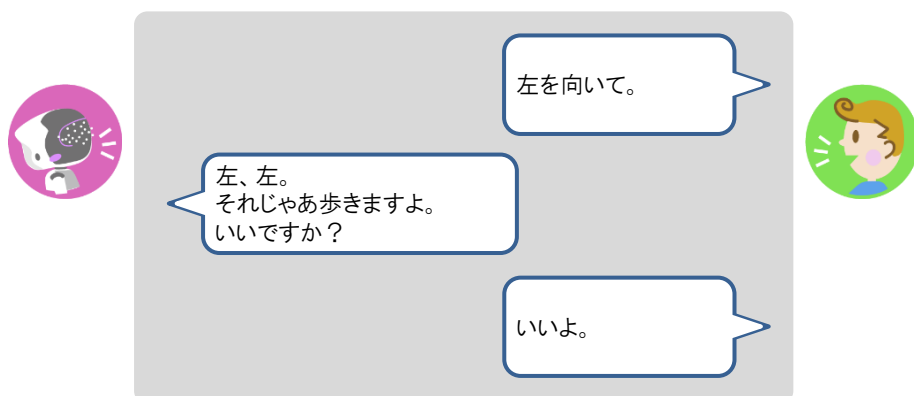 左を向いて。
左、左。
それじゃあ歩きますよ。
いいですか？
いいよ。